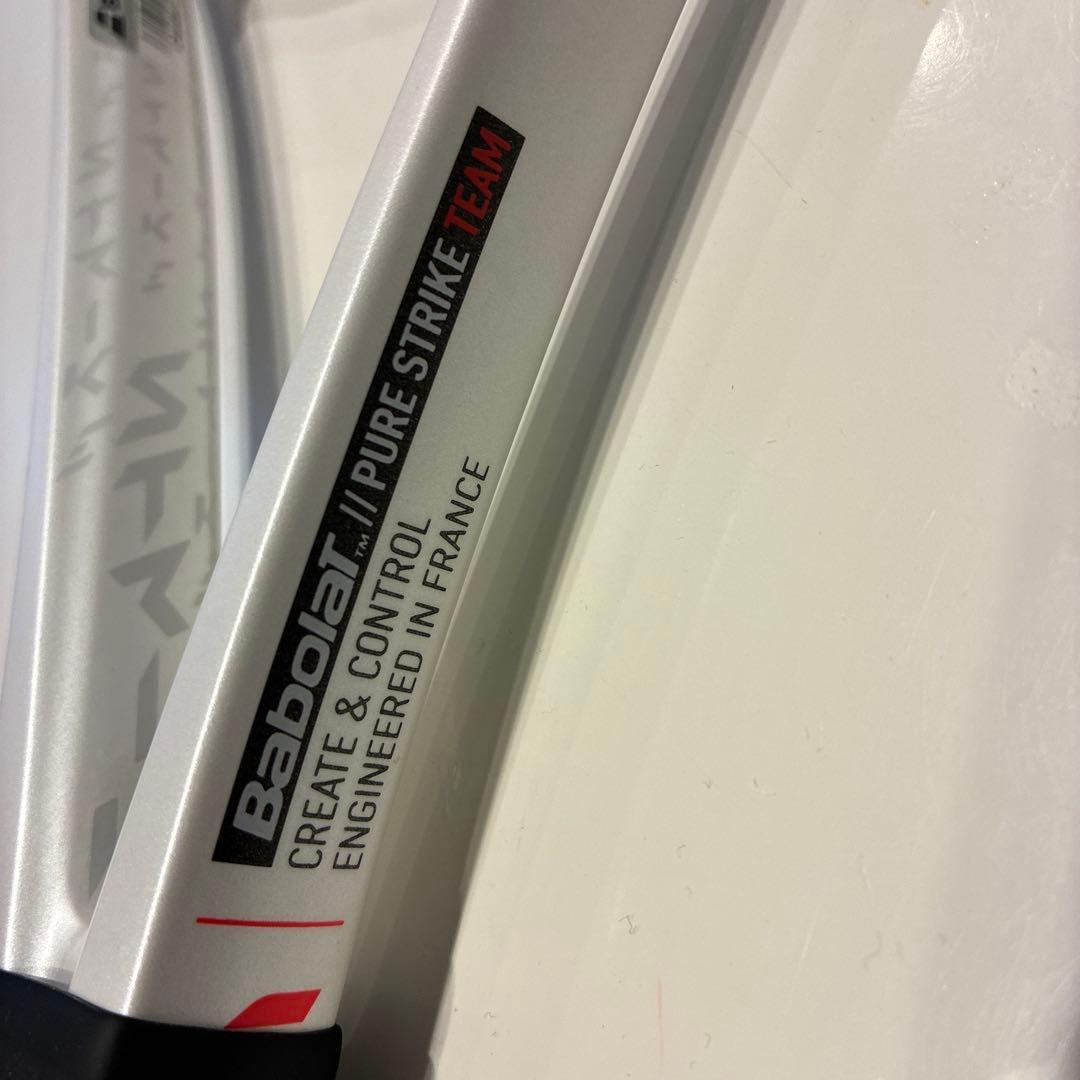 Babolat™ // PURE STRIKE TEAM
CREATE & CONTROL
ENGINEERED IN FRANCE